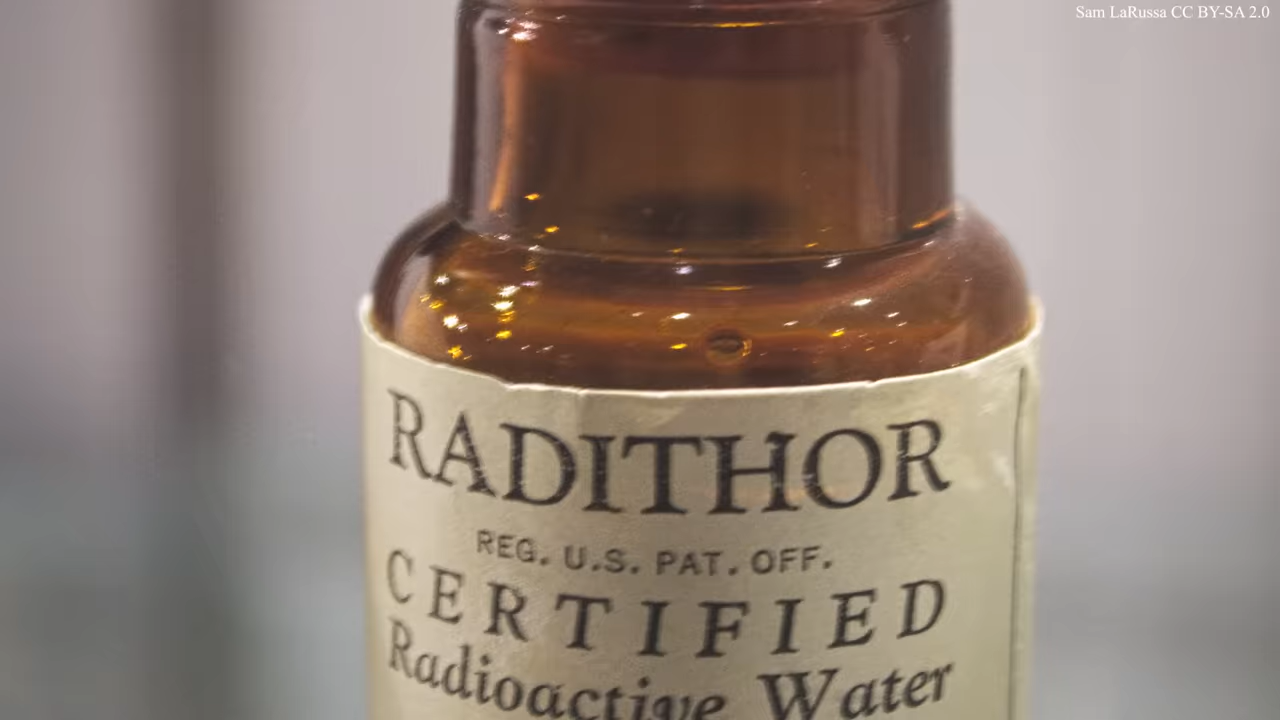 Sam LaRussa CC BY-SA 2.0
RADITHOR
REG. U.S. PAT. OFF.
CERTIFIED
Radioactive Water